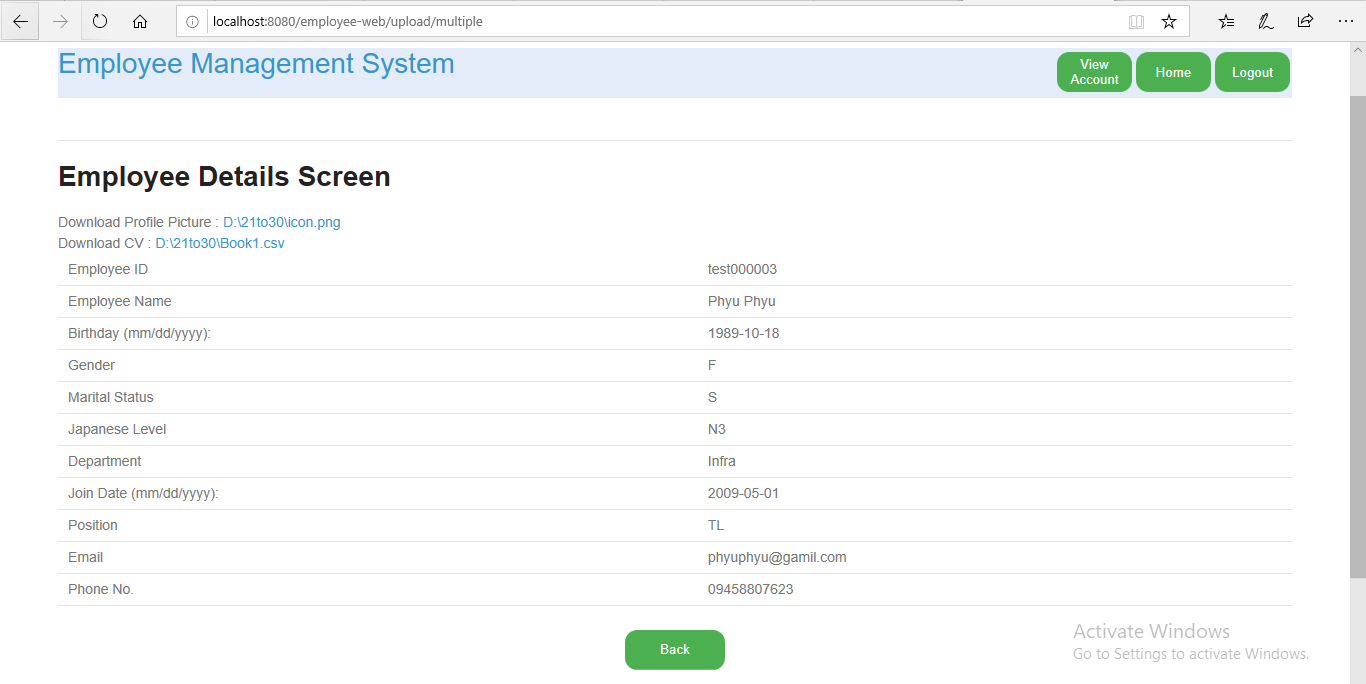 localhost:8080/employee-web/upload/multiple
Employee Management System
View Account
Home
Logout
Employee Details Screen
Download Profile Picture : D:\21to30\icon.png
Download CV : D:\21to30\Book1.csv
Employee ID test000003
Employee Name Phyu Phyu
Birthday (mm/dd/yyyy): 1989-10-18
Gender F
Marital Status S
Japanese Level N3
Department Infra
Join Date (mm/dd/yyyy): 2009-05-01
Position TL
Email phyuphyu@gamil.com
Phone No. 09458807623
Back
Activate Windows
Go to Settings to activate Windows.